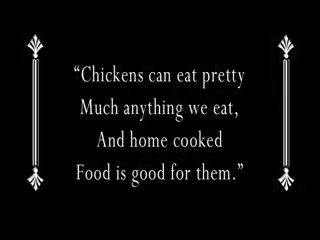 “Chickens can eat pretty
Much anything we eat,
And home cooked
Food is good for them.”